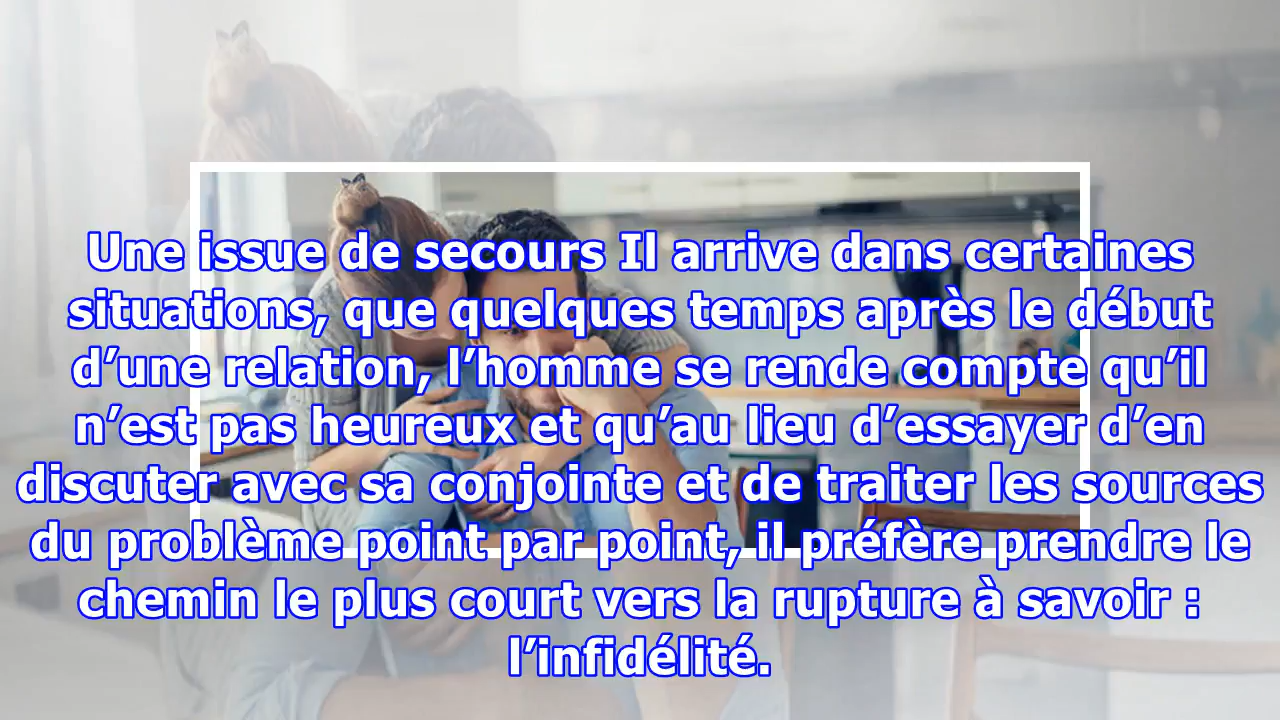 Une issue de secours Il arrive dans certaines
situations, que quelques temps après le début
d’une relation, l’homme se rende compte qu’il
n’est pas heureux et qu’au lieu d’essayer d’en
discuter avec sa conjointe et de traiter les sources
du problème point par point, il préfère prendre le
chemin le plus court vers la rupture à savoir :
l’infidélité.